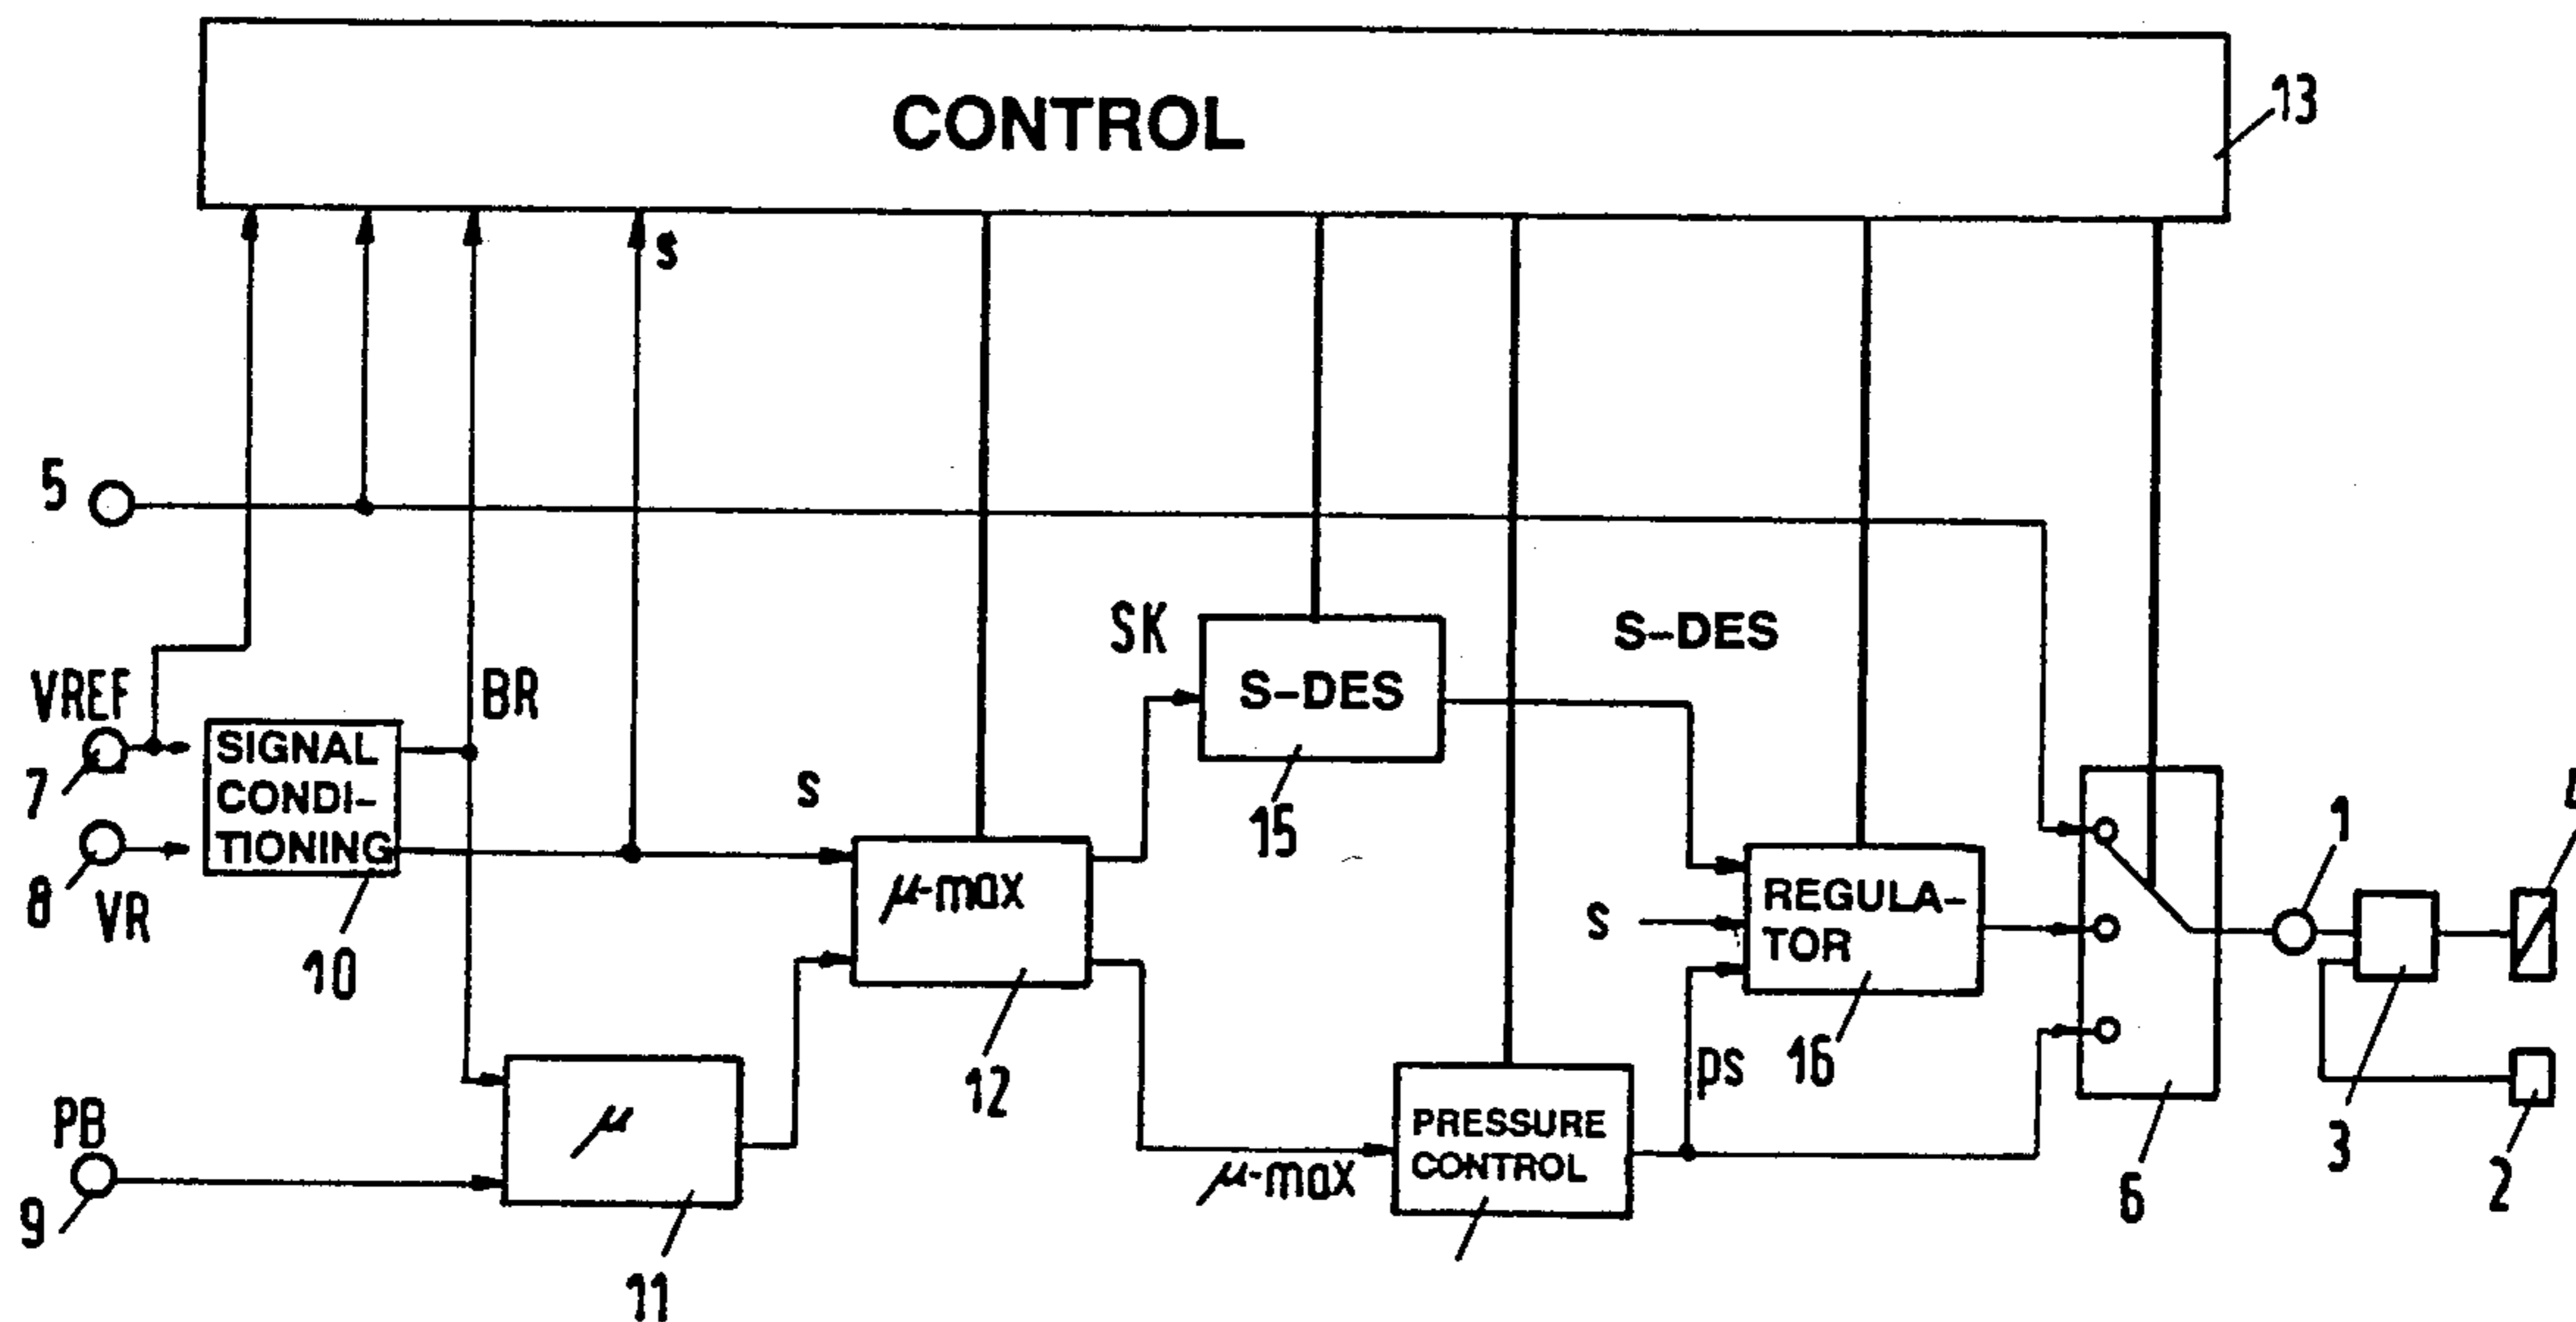 CONTROL
13
s
5
SK
S-DES
S-DES
VREF
BR
7
SIGNAL
CONDI-
TIONING
s
15
1
8
VR
10
μ-max
REGULA-
TOR
s
12
ps
16
3
2
6
PB
9
μ
11
μ-max
PRESSURE
CONTROL